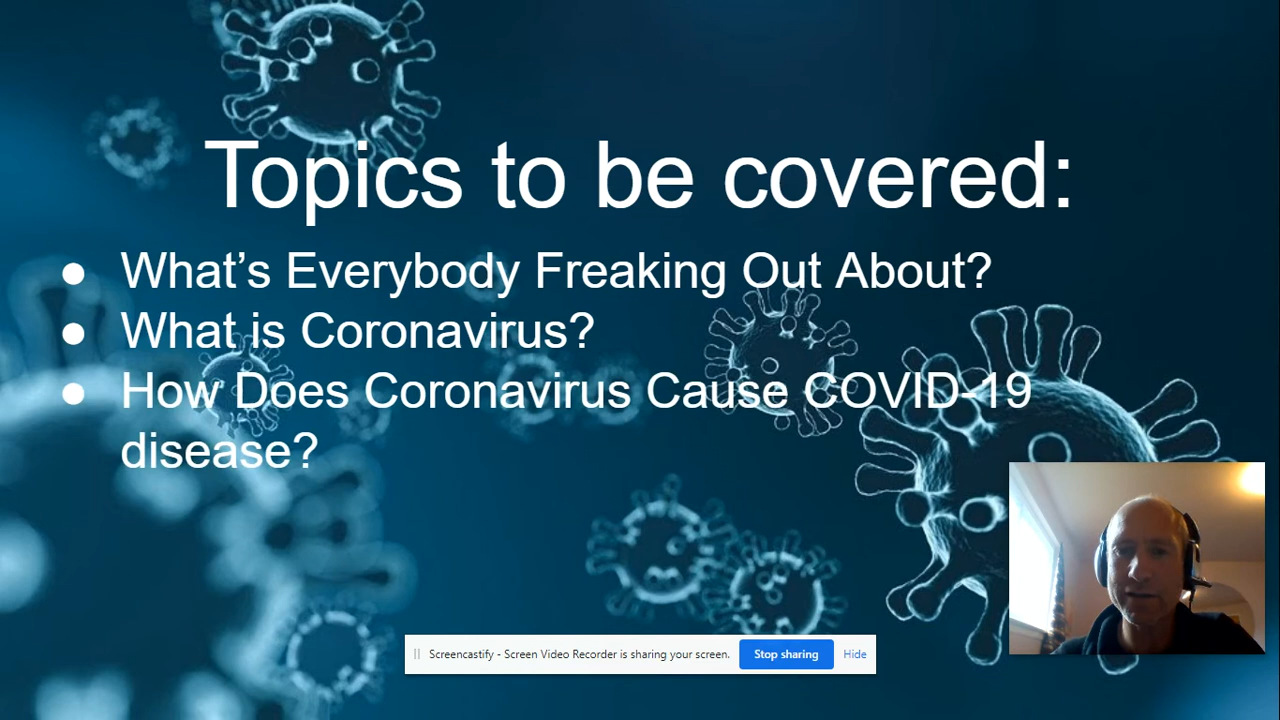 Topics to be covered:
● What’s Everybody Freaking Out About?
● What is Coronavirus?
● How Does Coronavirus Cause COVID-19
disease?
Screencastify - Screen Video Recorder is sharing your screen. Stop sharing Hide